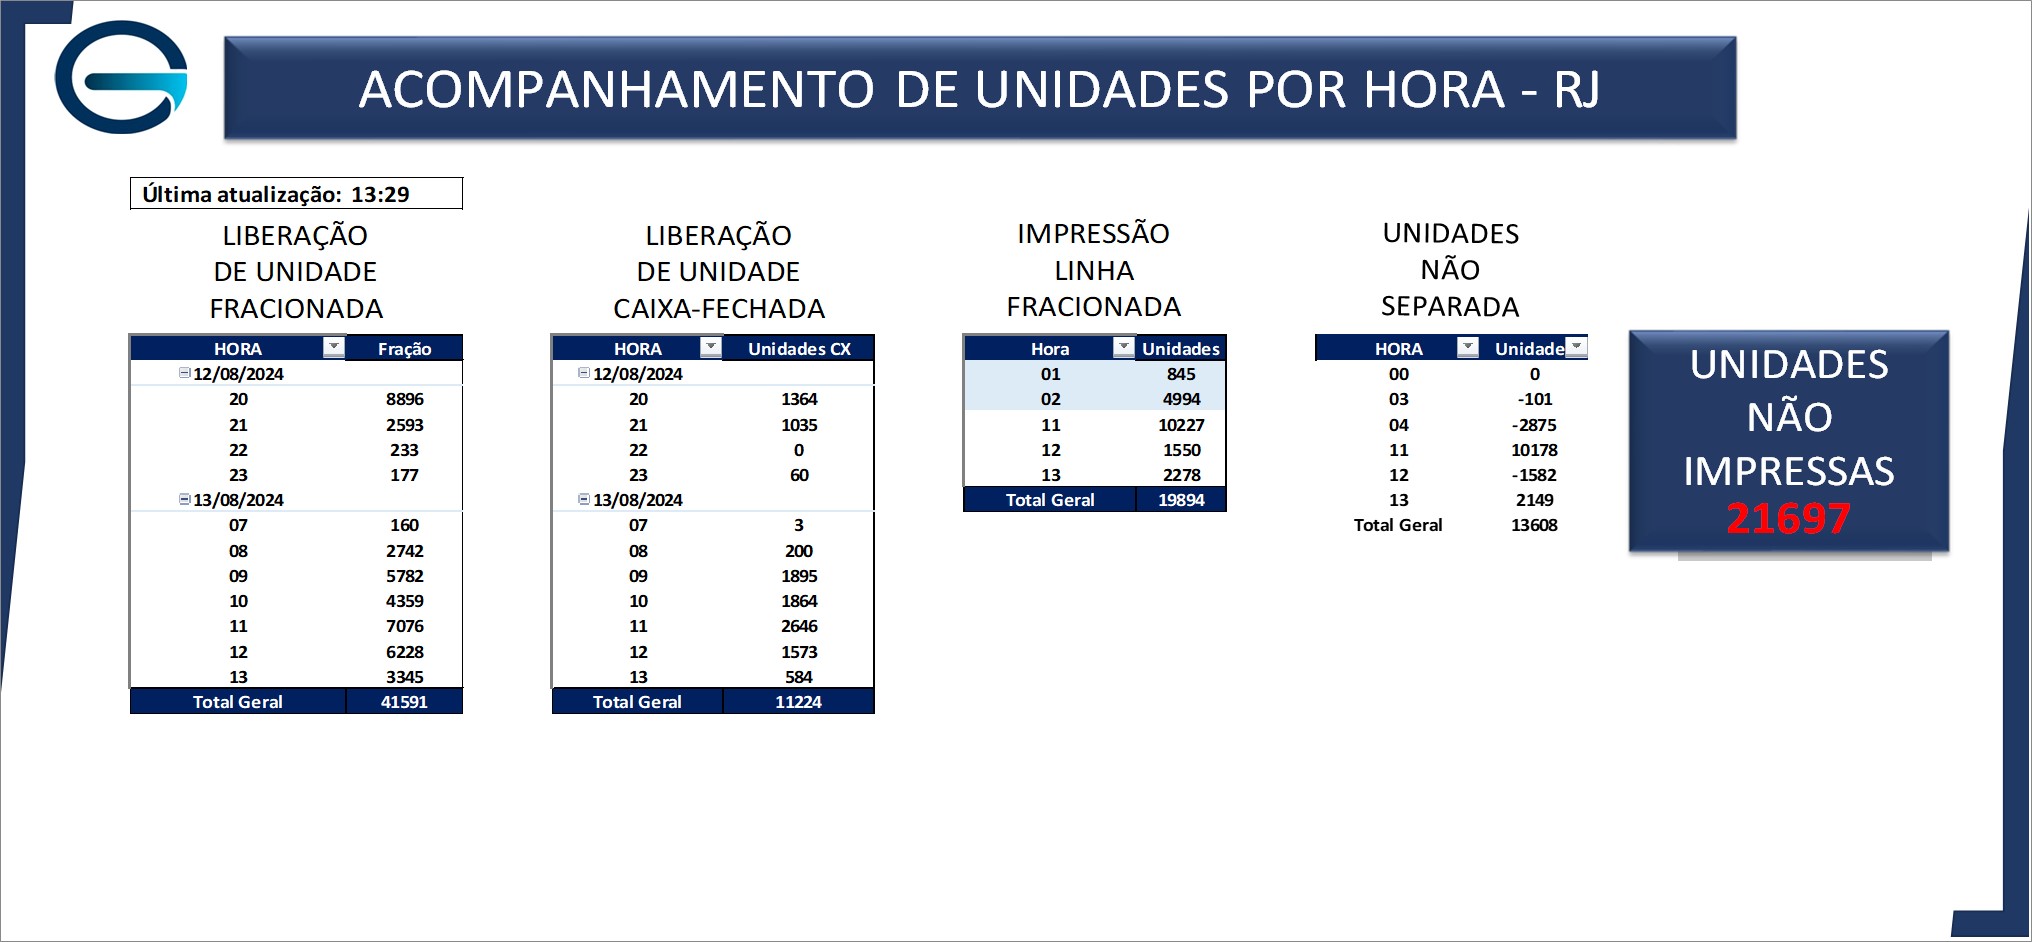 ACOMPANHAMENTO DE UNIDADES POR HORA - RJ
Última atualização: 13:29
LIBERAÇÃO
DE UNIDADE
FRACIONADA
HORA Fração
12/08/2024
20 8896
21 2593
22 233
23 177
13/08/2024
07 160
08 2742
09 5782
10 4359
11 7076
12 6228
13 3345
Total Geral 41591
LIBERAÇÃO
DE UNIDADE
CAIXA-FECHADA
HORA Unidades CX
12/08/2024
20 1364
21 1035
22 0
23 60
13/08/2024
07 3
08 200
09 1895
10 1864
11 2646
12 1573
13 584
Total Geral 11224
IMPRESSÃO
LINHA
FRACIONADA
Hora Unidades
01 845
02 4994
11 10227
12 1550
13 2278
Total Geral 19894
UNIDADES
NÃO
SEPARADA
HORA Unidade
00 0
03 -101
04 -2875
11 10178
12 -1582
13 2149
Total Geral 13608
UNIDADES
NÃO
IMPRESSAS
21697